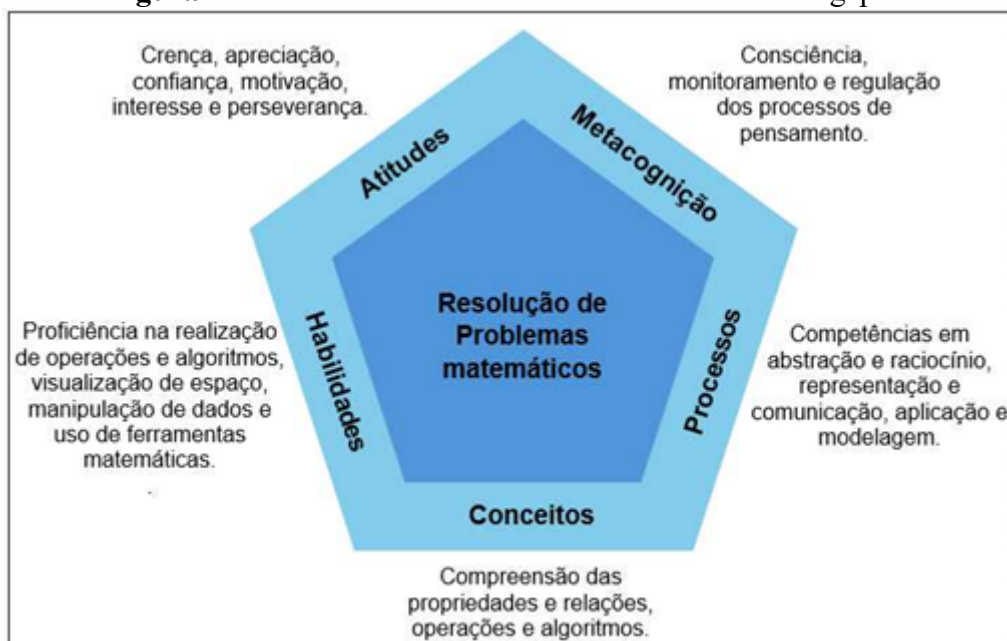 Crença, apreciação,
confiança, motivação,
interesse e perseverança.
Consciência,
monitoramento e regulação
dos processos de
pensamento.
Atitudes
Metacognição
Resolução de
Problemas
matemáticos
Habilidades
Processos
Proficiência na realização
de operações e algoritmos,
visualização de espaço,
manipulação de dados e
uso de ferramentas
matemáticas.
.
Competências em
abstração e raciocínio,
representação e
comunicação, aplicação e
modelagem.
Conceitos
Compreensão das
propriedades e relações,
operações e algoritmos.